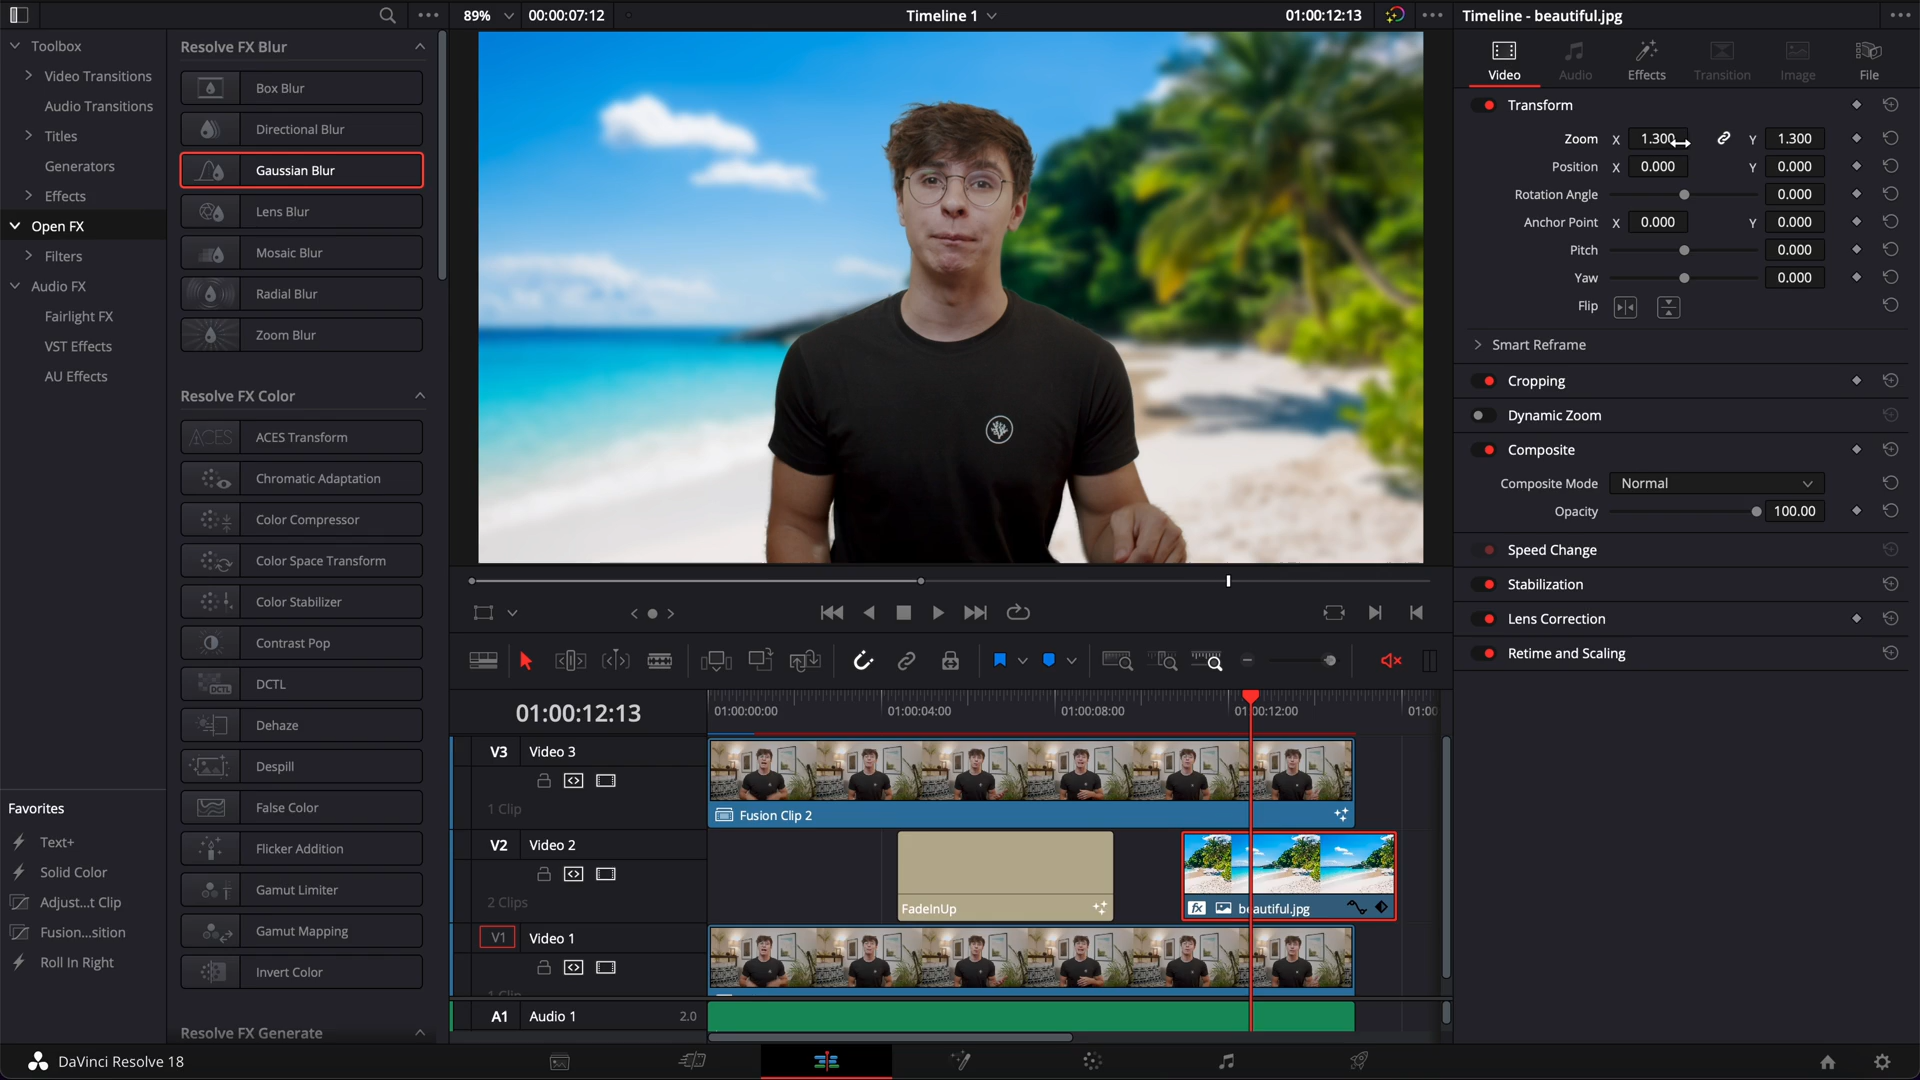 89%
00:00:07:12
Timeline 1
01:00:12:13
Timeline - beautiful.jpg
Toolbox
Video Transitions
Audio Transitions
Titles
Generators
Effects
Open FX
Filters
Audio FX
Fairlight FX
VST Effects
AU Effects
Favorites
Text+
Solid Color
Adjust...t Clip
Fusion...sition
Roll In Right
Resolve FX Blur
Box Blur
Directional Blur
Gaussian Blur
Lens Blur
Mosaic Blur
Radial Blur
Zoom Blur
Resolve FX Color
ACES ACES Transform
Chromatic Adaptation
Color Compressor
Color Space Transform
Color Stabilizer
Contrast Pop
DCTL DCTL
Dehaze
Despill
False Color
Flicker Addition
Gamut Limiter
Gamut Mapping
Invert Color
Resolve FX Generate
01:00:12:13
01:00:00:00 01:00:04:00 01:00:08:00 01:00:12:00 01:00
V3 Video 3
1 Clip
Fusion Clip 2
V2 Video 2
2 Clips
FadeInUp
fx beautiful.jpg
V1 Video 1
1 Clip
A1 Audio 1 2.0
Video Audio Effects Transition Image File
Transform
Zoom X 1.300 Y 1.300
Position X 0.000 Y 0.000
Rotation Angle 0.000
Anchor Point X 0.000 Y 0.000
Pitch 0.000
Yaw 0.000
Flip
Smart Reframe
Cropping
Dynamic Zoom
Composite
Composite Mode Normal
Opacity 100.00
Speed Change
Stabilization
Lens Correction
Retime and Scaling
DaVinci Resolve 18